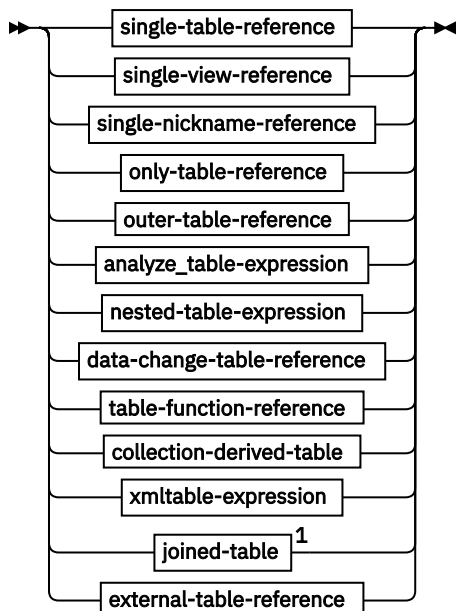 single-table-reference
single-view-reference
single-nickname-reference
only-table-reference
outer-table-reference
analyze_table-expression
nested-table-expression
data-change-table-reference
table-function-reference
collection-derived-table
xmltable-expression
joined-table 1
external-table-reference